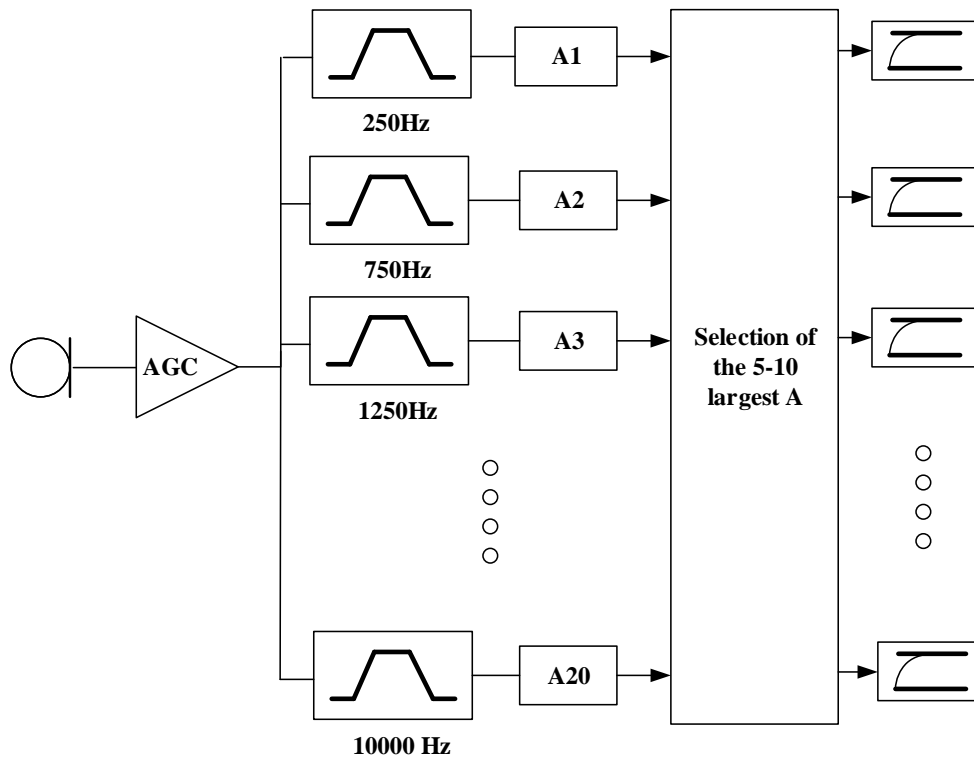 A1
250Hz
A2
750Hz
AGC
A3
1250Hz
Selection of
the 5-10
largest A
A20
10000 Hz